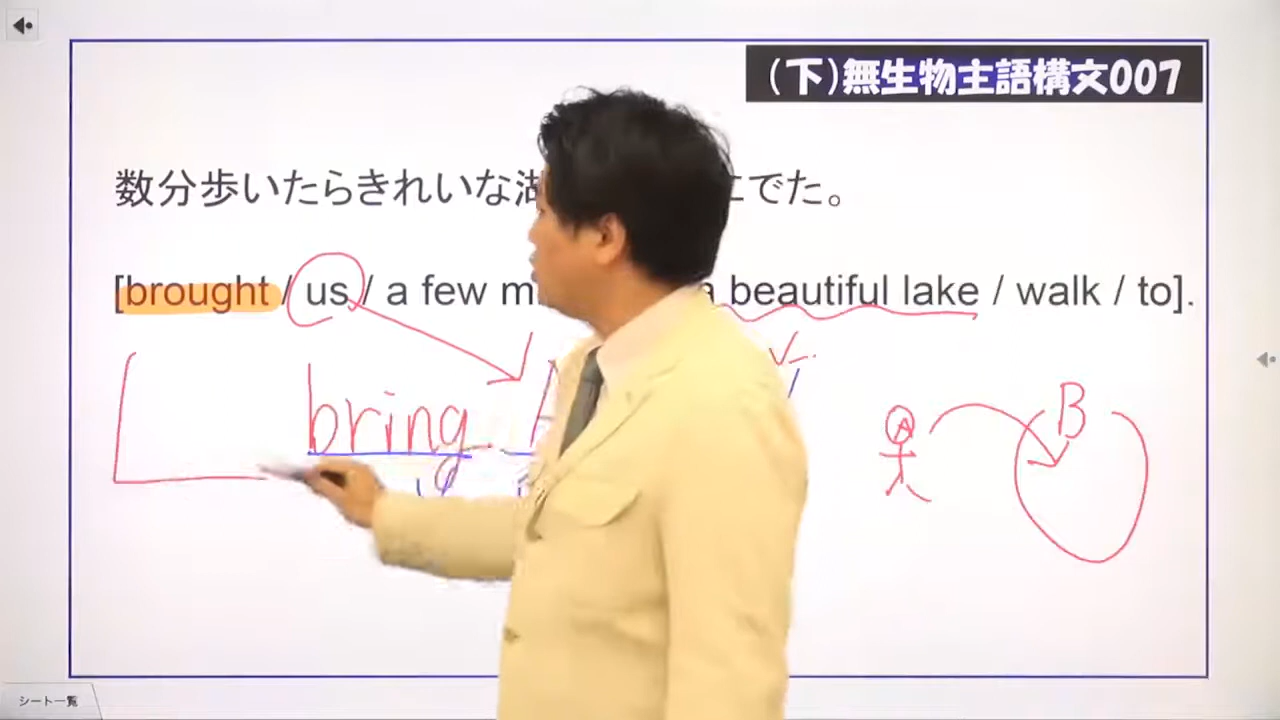 (下)無生物主語構文007
数分歩いたらきれいな でた。
[brought / us / a few beautiful lake / walk / to].
bring
A B
シート一覧